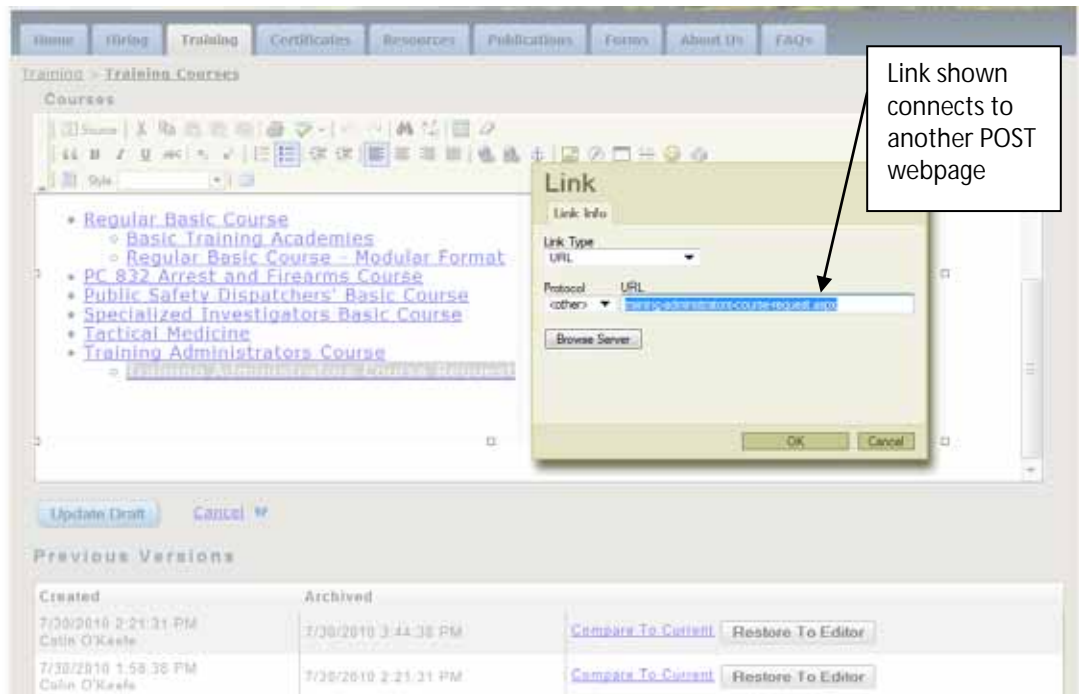 Home Hiring Training Certificates Resources Publications Forms About Us FAQs
Training > Training Courses
Courses
Link shown
connects to
another POST
webpage
Source
Style
Link
Link Info
Link Type
URL
Protocol URL
<other> training-administrators-course-request.aspx
Browse Server
OK Cancel
Regular Basic Course
Basic Training Academies
Regular Basic Course - Modular Format
PC 832 Arrest and Firearms Course
Public Safety Dispatchers' Basic Course
Specialized Investigators Basic Course
Tactical Medicine
Training Administrators Course
Training Administrators Course Request
Update Draft Cancel
Previous Versions
Created Archived
7/30/2010 2:21:31 PM
Colin O'Keefe
7/30/2010 3:44:38 PM Compare To Current Restore To Editor
7/30/2010 1:58:38 PM
Colin O'Keefe
7/30/2010 2:21:31 PM Compare To Current Restore To Editor